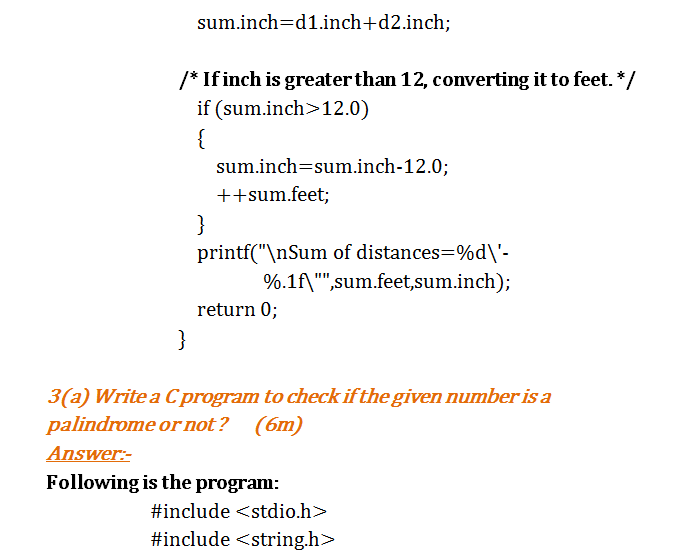 sum.inch=d1.inch+d2.inch;
/* If inch is greater than 12, converting it to feet. */
if (sum.inch>12.0)
{
sum.inch=sum.inch-12.0;
++sum.feet;
}
printf("\nSum of distances=%d\'-
%.1f\"",sum.feet,sum.inch);
return 0;
}
3(a) Write a C program to check if the given number is a
palindrome or not? (6m)
Answer:-
Following is the program:
#include <stdio.h>
#include <string.h>